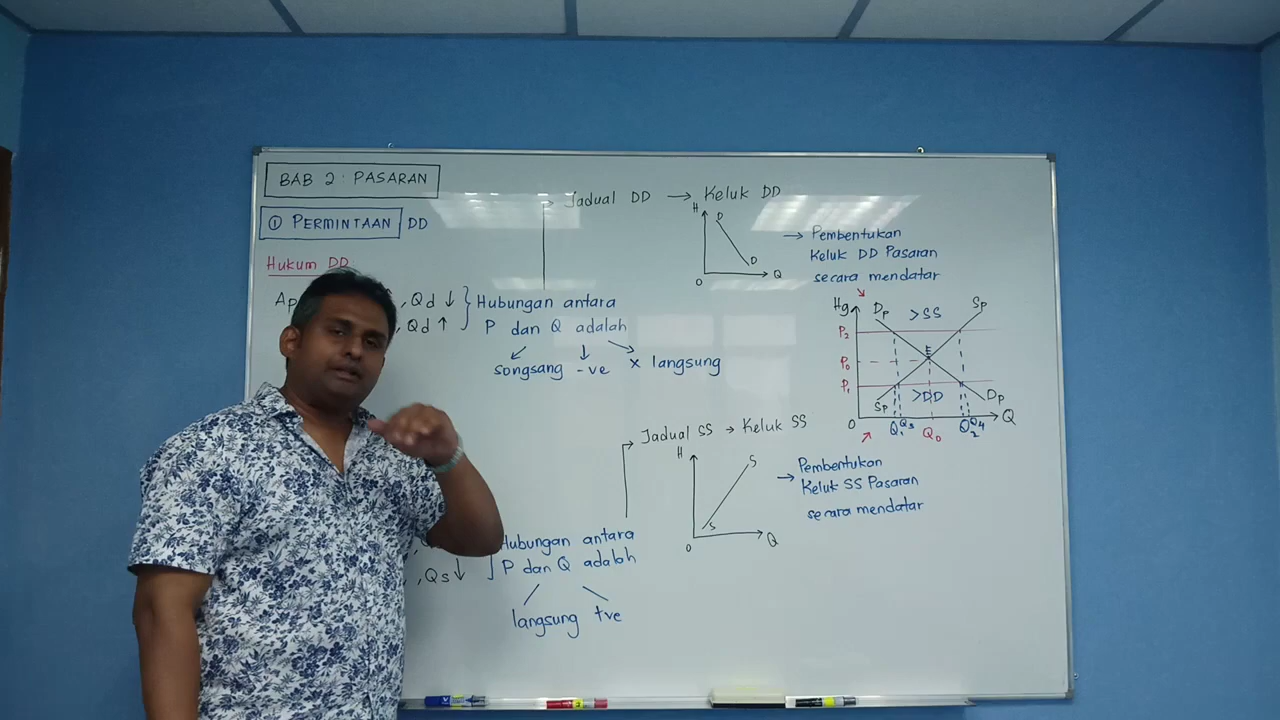 BAB 2: PASARAN
① PERMINTAAN DD
Hukum DD
Ap
, Qd ↓
, Qd ↑
Hubungan antara
P dan Q adalah
songsang -ve × langsung
Jadual DD → Keluk DD
H
D
D
O
Q
→ Pembentukan
Keluk DD Pasaran
secara mendatar
Hg
Dp
>SS
Sp
P2
E
P0
P1
Sp
>DD
Dp
O
Q1 Q3
Q0
Q2 Q4
Q
Jadual SS → Keluk SS
H
S
S
O
Q
→ Pembentukan
Keluk SS Pasaran
secara mendatar
, Qs ↓
Hubungan antara
P dan Q adalah
langsung +ve